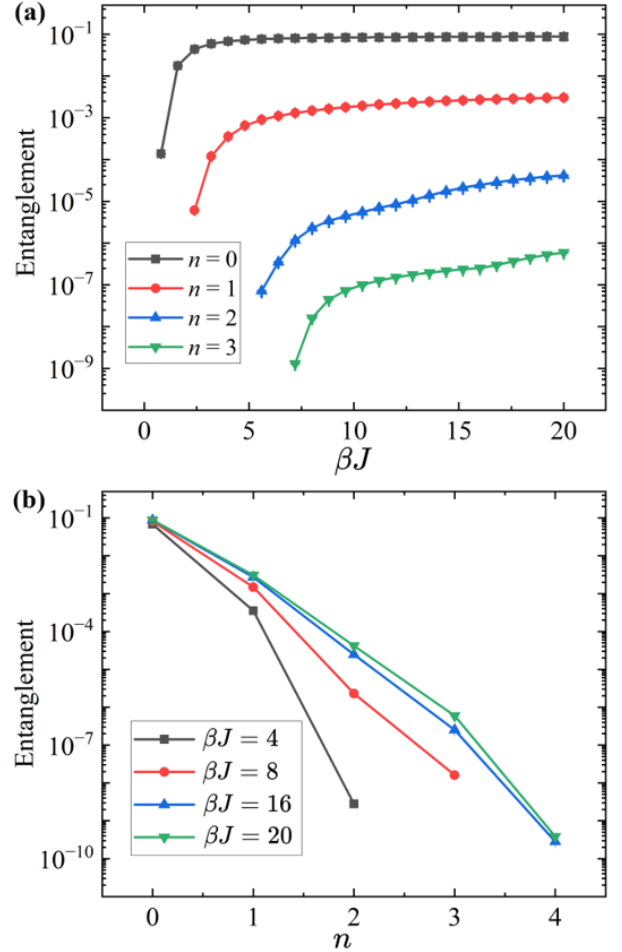 (a)
Entanglement
10⁻¹
10⁻³
10⁻⁵
10⁻⁷
10⁻⁹
n = 0
n = 1
n = 2
n = 3
0 5 10 15 20
βJ
(b)
Entanglement
10⁻¹
10⁻⁴
10⁻⁷
10⁻¹⁰
βJ = 4
βJ = 8
βJ = 16
βJ = 20
0 1 2 3 4
n